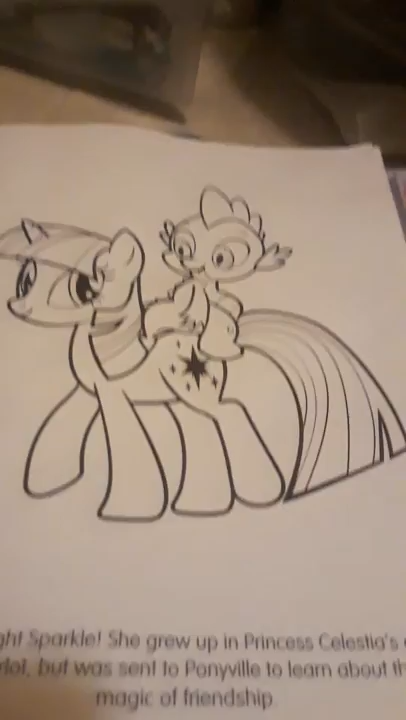 ght Sparkle! She grew up in Princess Celestia's
rlot, but was sent to Ponyville to learn about th
magic of friendship.